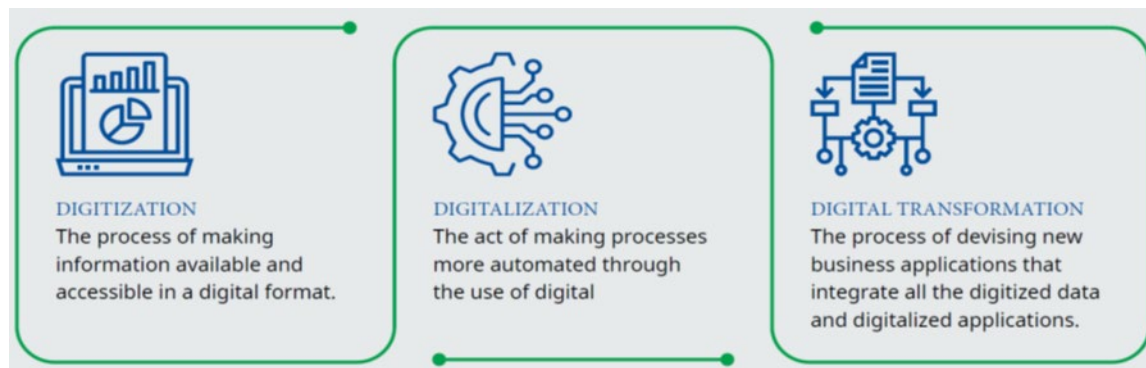 DIGITIZATION
The process of making
information available and
accessible in a digital format.
DIGITALIZATION
The act of making processes
more automated through
the use of digital
DIGITAL TRANSFORMATION
The process of devising new
business applications that
integrate all the digitized data
and digitalized applications.